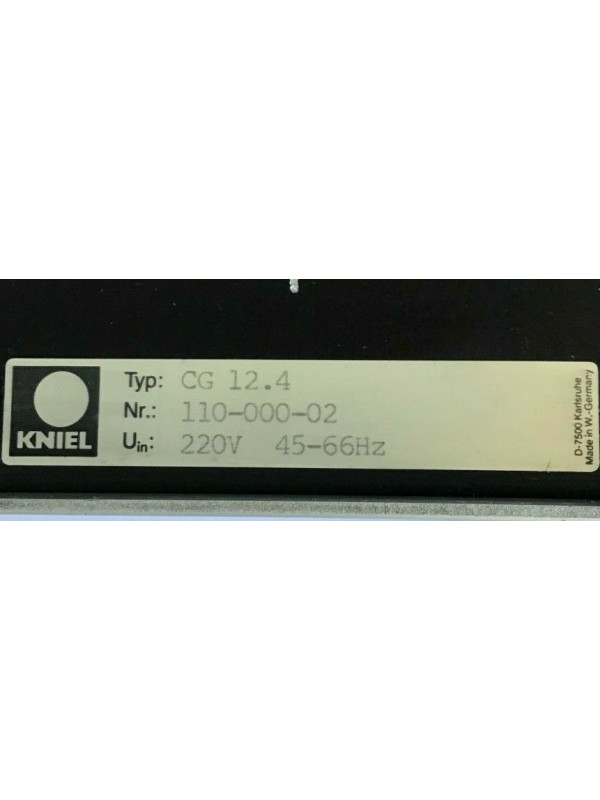 KNIEL
Typ: CG 12.4
Nr.: 110-000-02
Uin: 220V 45-66Hz
D-7500 Karlsruhe
Made in W.-Germany